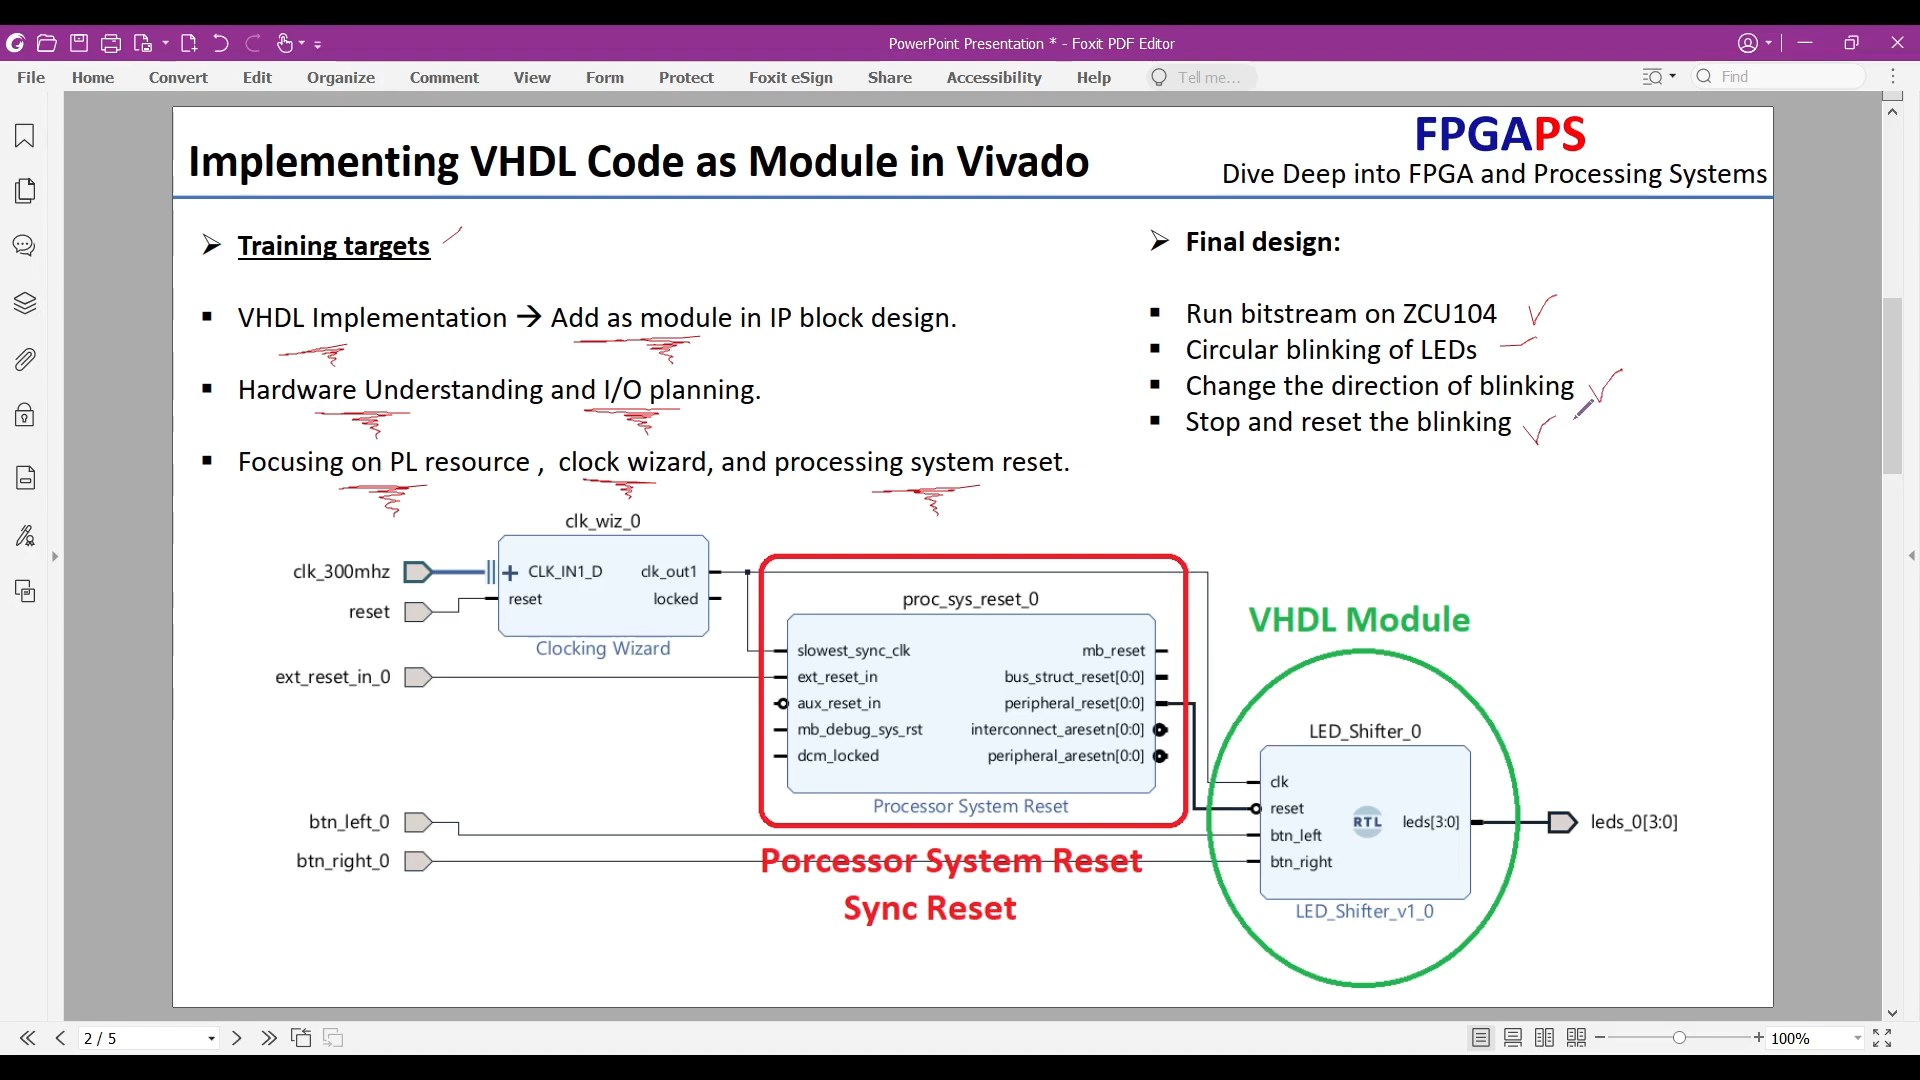 PowerPoint Presentation * - Foxit PDF Editor
File Home Convert Edit Organize Comment View Form Protect Foxit eSign Share Accessibility Help Tell me... Find
Implementing VHDL Code as Module in Vivado
FPGAPS
Dive Deep into FPGA and Processing Systems
Training targets
VHDL Implementation → Add as module in IP block design.
Hardware Understanding and I/O planning.
Focusing on PL resource , clock wizard, and processing system reset.
Final design:
Run bitstream on ZCU104
Circular blinking of LEDs
Change the direction of blinking
Stop and reset the blinking
clk_wiz_0
clk_300mhz
CLK_IN1_D clk_out1
reset
reset locked
Clocking Wizard
ext_reset_in_0
proc_sys_reset_0
slowest_sync_clk mb_reset
ext_reset_in bus_struct_reset[0:0]
aux_reset_in peripheral_reset[0:0]
mb_debug_sys_rst interconnect_aresetn[0:0]
dcm_locked peripheral_aresetn[0:0]
Processor System Reset
VHDL Module
LED_Shifter_0
clk
reset
btn_left
btn_right
RTL
leds[3:0]
leds_0[3:0]
LED_Shifter_v1_0
btn_left_0
btn_right_0
Porcessor System Reset
Sync Reset
2 / 5
100%